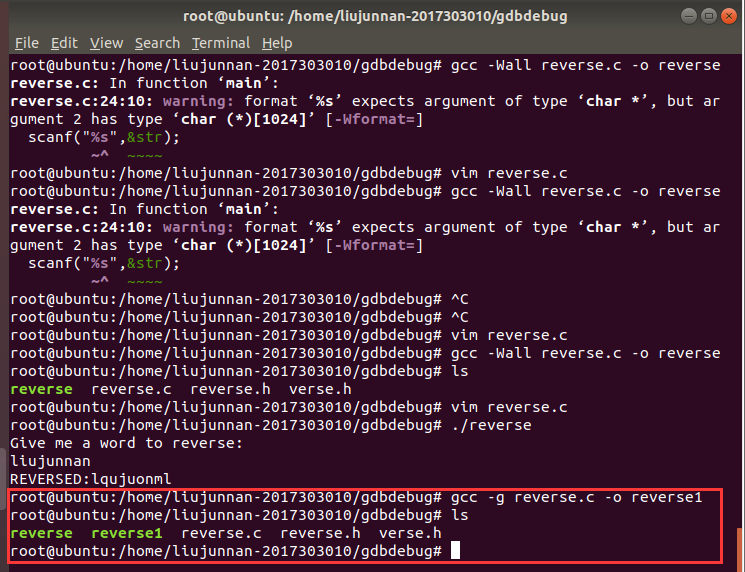 root@ubuntu: /home/liujunnan-2017303010/gdbdebug
File Edit View Search Terminal Help
root@ubuntu:/home/liujunnan-2017303010/gdbdebug# gcc -Wall reverse.c -o reverse
reverse.c: In function ‘main’:
reverse.c:24:10: warning: format ‘%s’ expects argument of type ‘char *’, but ar
gument 2 has type ‘char (*)[1024]’ [-Wformat=]
  scanf("%s",&str);
         ~^  ~~~~
root@ubuntu:/home/liujunnan-2017303010/gdbdebug# vim reverse.c
root@ubuntu:/home/liujunnan-2017303010/gdbdebug# gcc -Wall reverse.c -o reverse
reverse.c: In function ‘main’:
reverse.c:24:10: warning: format ‘%s’ expects argument of type ‘char *’, but ar
gument 2 has type ‘char (*)[1024]’ [-Wformat=]
  scanf("%s",&str);
         ~^  ~~~~
root@ubuntu:/home/liujunnan-2017303010/gdbdebug# ^C
root@ubuntu:/home/liujunnan-2017303010/gdbdebug# ^C
root@ubuntu:/home/liujunnan-2017303010/gdbdebug# vim reverse.c
root@ubuntu:/home/liujunnan-2017303010/gdbdebug# gcc -Wall reverse.c -o reverse
root@ubuntu:/home/liujunnan-2017303010/gdbdebug# ls
reverse  reverse.c  reverse.h  verse.h
root@ubuntu:/home/liujunnan-2017303010/gdbdebug# vim reverse.c
root@ubuntu:/home/liujunnan-2017303010/gdbdebug# ./reverse
Give me a word to reverse:
liujunnan
REVERSED:lqujuonml
root@ubuntu:/home/liujunnan-2017303010/gdbdebug# gcc -g reverse.c -o reverse1
root@ubuntu:/home/liujunnan-2017303010/gdbdebug# ls
reverse  reverse1  reverse.c  reverse.h  verse.h
root@ubuntu:/home/liujunnan-2017303010/gdbdebug#